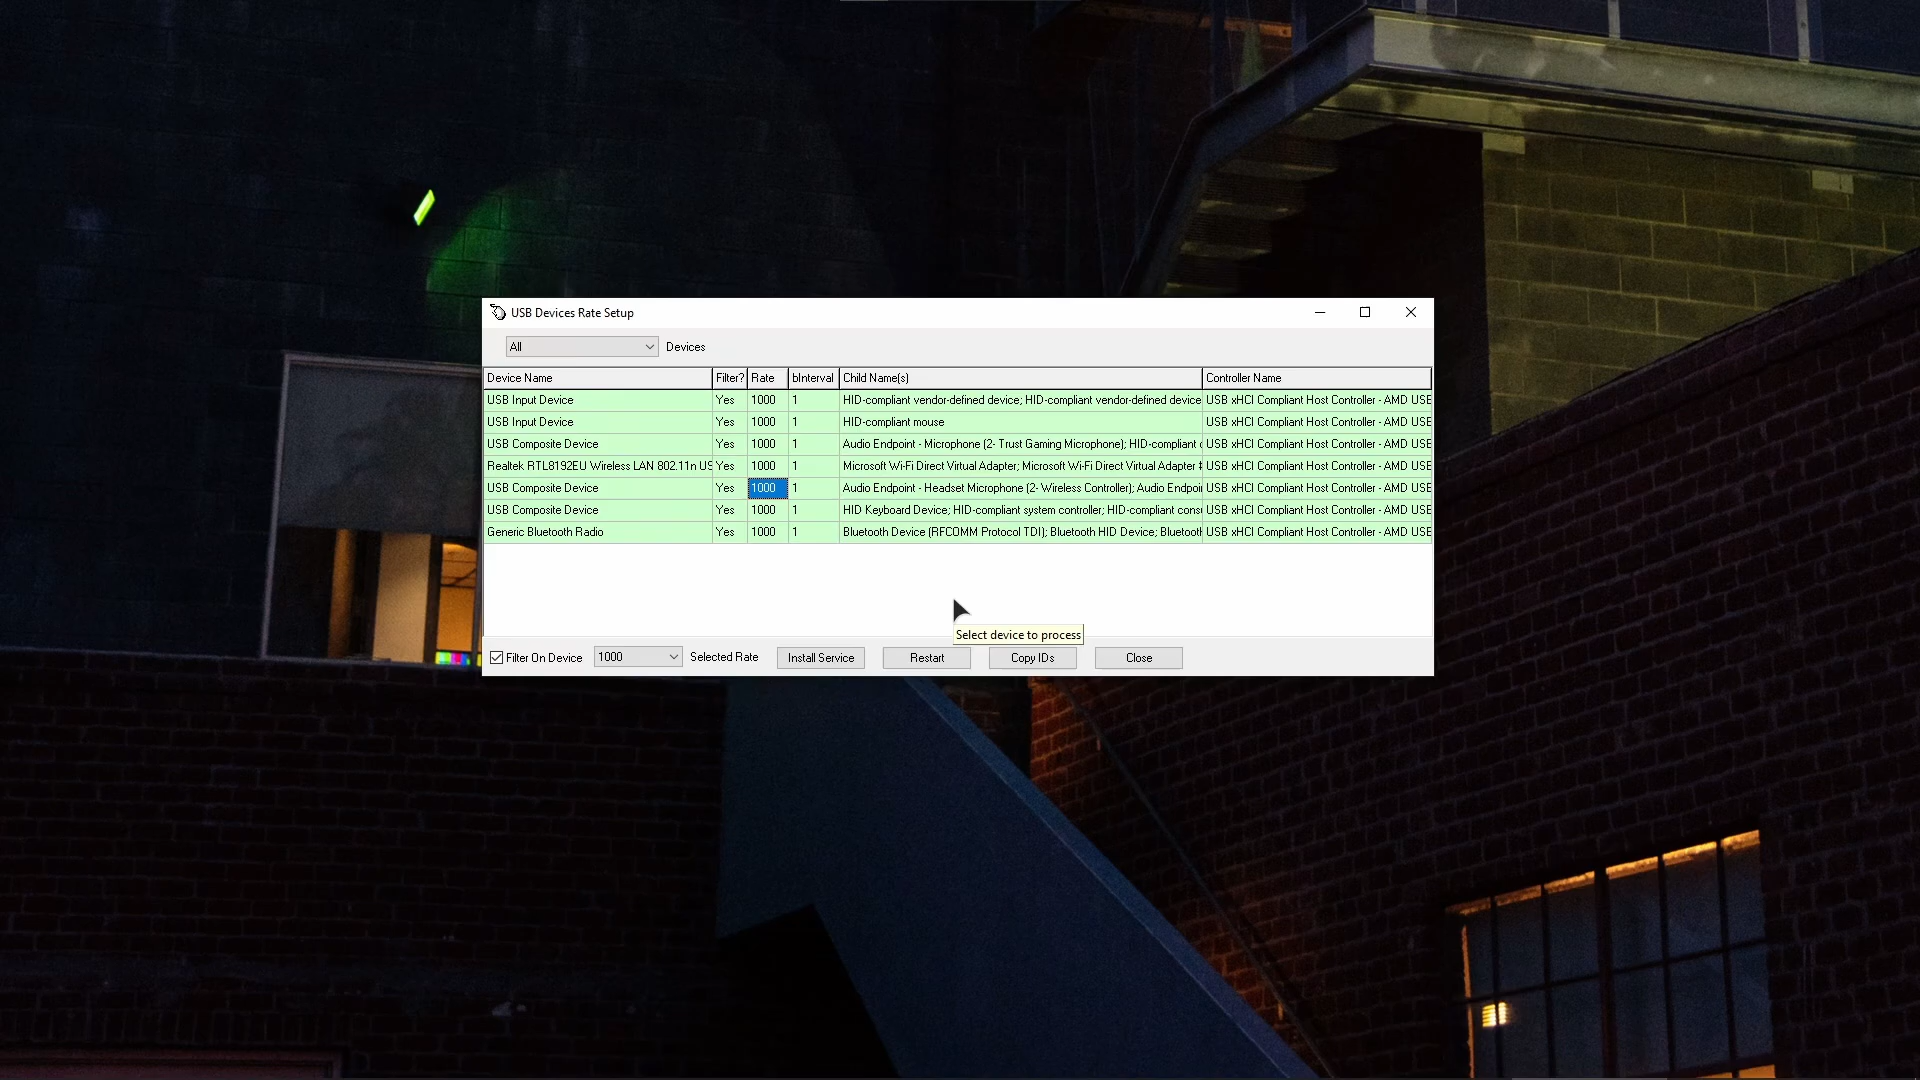 USB Devices Rate Setup
All Devices
Device Name Filter? Rate bInterval Child Name(s) Controller Name
USB Input Device Yes 1000 1 HID-compliant vendor-defined device; HID-compliant vendor-defined device USB xHCI Compliant Host Controller - AMD USB
USB Input Device Yes 1000 1 HID-compliant mouse USB xHCI Compliant Host Controller - AMD USB
USB Composite Device Yes 1000 1 Audio Endpoint - Microphone (2- Trust Gaming Microphone); HID-compliant USB xHCI Compliant Host Controller - AMD USB
Realtek RTL8192EU Wireless LAN 802.11n US Yes 1000 1 Microsoft Wi-Fi Direct Virtual Adapter; Microsoft Wi-Fi Direct Virtual Adapter USB xHCI Compliant Host Controller - AMD USB
USB Composite Device Yes 1000 1 Audio Endpoint - Headset Microphone (2- Wireless Controller); Audio Endpoi USB xHCI Compliant Host Controller - AMD USB
USB Composite Device Yes 1000 1 HID Keyboard Device; HID-compliant system controller; HID-compliant cons USB xHCI Compliant Host Controller - AMD USB
Generic Bluetooth Radio Yes 1000 1 Bluetooth Device (RFCOMM Protocol TDI); Bluetooth HID Device; Bluetooth USB xHCI Compliant Host Controller - AMD USB
Select device to process
Filter On Device 1000 Selected Rate Install Service Restart Copy IDs Close